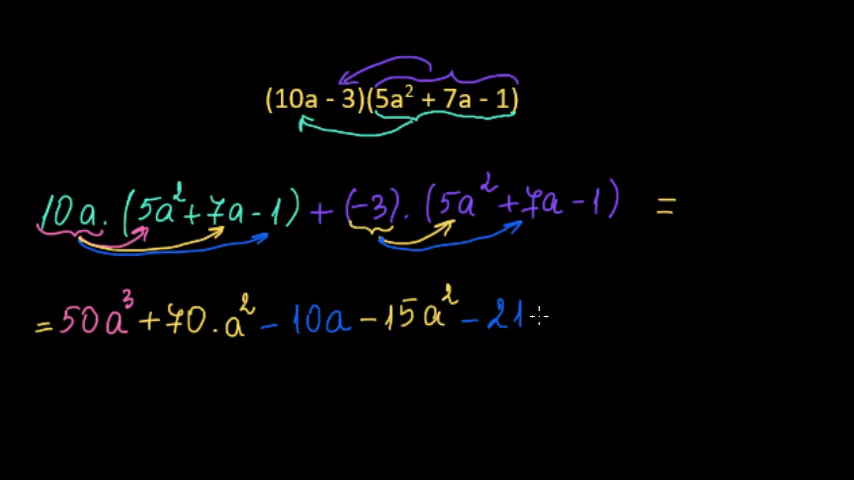 (10a - 3)(5a² + 7a - 1)
10a · (5a² + 7a - 1) + (-3) · (5a² + 7a - 1) =
= 50a³ + 70 · a² - 10a - 15a² - 21